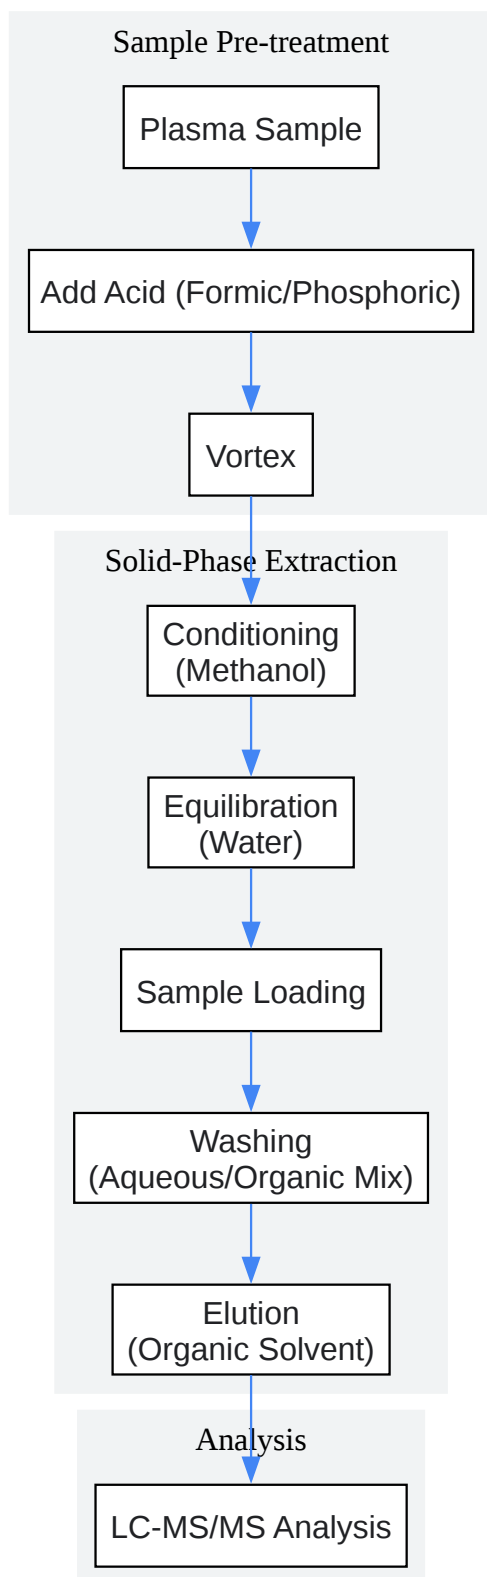 Sample Pre-treatment
Plasma Sample
Add Acid (Formic/Phosphoric)
Vortex
Solid-Phase Extraction
Conditioning
(Methanol)
Equilibration
(Water)
Sample Loading
Washing
(Aqueous/Organic Mix)
Elution
(Organic Solvent)
Analysis
LC-MS/MS Analysis